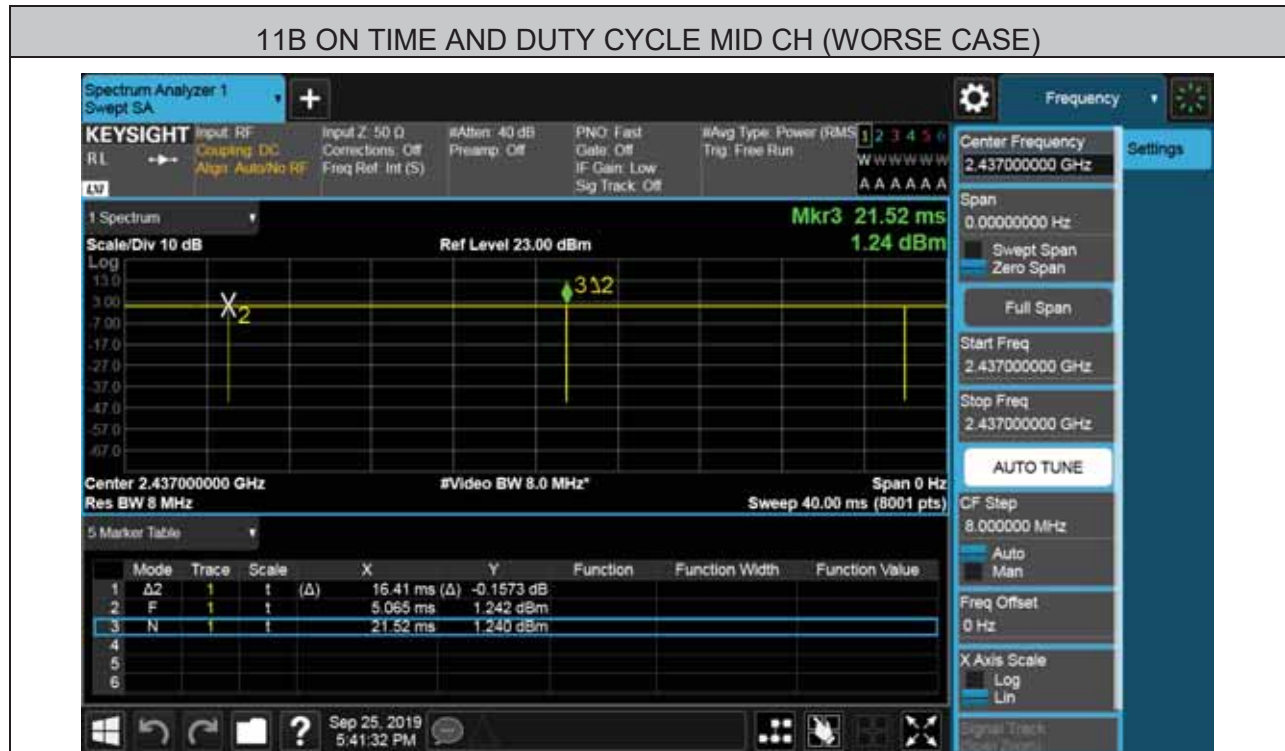 11B ON TIME AND DUTY CYCLE MID CH (WORSE CASE)
Spectrum Analyzer 1
Swept SA
+
Frequency
KEYSIGHT
RL
Input: RF
Coupling: DC
Align: Auto/No RF
Input Z: 50 Ω
Corrections: Off
Freq Ref: Int (S)
#Atten: 40 dB
Preamp: Off
PNO: Fast
Gate: Off
IF Gain: Low
Sig Track: Off
#Avg Type: Power (RMS
Trig: Free Run
1 2 3 4 5 6
W W W W W W
A A A A A A
Settings
Center Frequency
2.437000000 GHz
Span
0.00000000 Hz
Swept Span
Zero Span
Full Span
Start Freq
2.437000000 GHz
Stop Freq
2.437000000 GHz
AUTO TUNE
CF Step
8.000000 MHz
Auto
Man
Freq Offset
0 Hz
X Axis Scale
Log
Lin
Signal Track
1 Spectrum
Scale/Div 10 dB
Ref Level 23.00 dBm
Mkr3 21.52 ms
1.24 dBm
Log
13.0
3.00
-7.00
-17.0
-27.0
-37.0
-47.0
-57.0
-67.0
X2
3Δ2
Center 2.437000000 GHz
#Video BW 8.0 MHz*
Span 0 Hz
Res BW 8 MHz
Sweep 40.00 ms (8001 pts)
5 Marker Table
Mode Trace Scale X Y Function Function Width Function Value
1 Δ2 1 t (Δ) 16.41 ms (Δ) -0.1573 dB
2 F 1 t 5.065 ms 1.242 dBm
3 N 1 t 21.52 ms 1.240 dBm
4
5
6
?
Sep 25, 2019
5:41:32 PM